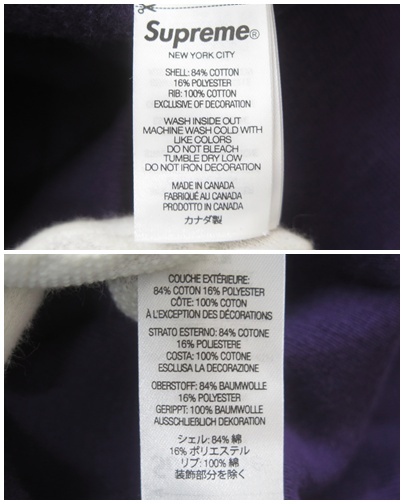 Supreme®
NEW YORK CITY
SHELL: 84% COTTON
16% POLYESTER
RIB: 100% COTTON
EXCLUSIVE OF DECORATION
WASH INSIDE OUT
MACHINE WASH COLD WITH
LIKE COLORS
DO NOT BLEACH
TUMBLE DRY LOW
DO NOT IRON DECORATION
MADE IN CANADA
FABRIQUÉ AU CANADA
PRODOTTO IN CANADA
カナダ製
COUCHE EXTÉRIEURE:
84% COTON 16% POLYESTER
CÔTE: 100% COTON
À L'EXCEPTION DES DÉCORATIONS
STRATO ESTERNO: 84% COTONE
16% POLIESTERE
COSTA: 100% COTONE
ESCLUSA LA DECORAZIONE
OBERSTOFF: 84% BAUMWOLLE
16% POLYESTER
GERIPPT: 100% BAUMWOLLE
AUSSCHLIEBLICH DEKORATION
シェル: 84% 綿
16% ポリエステル
リブ: 100% 綿
装飾部分を除く